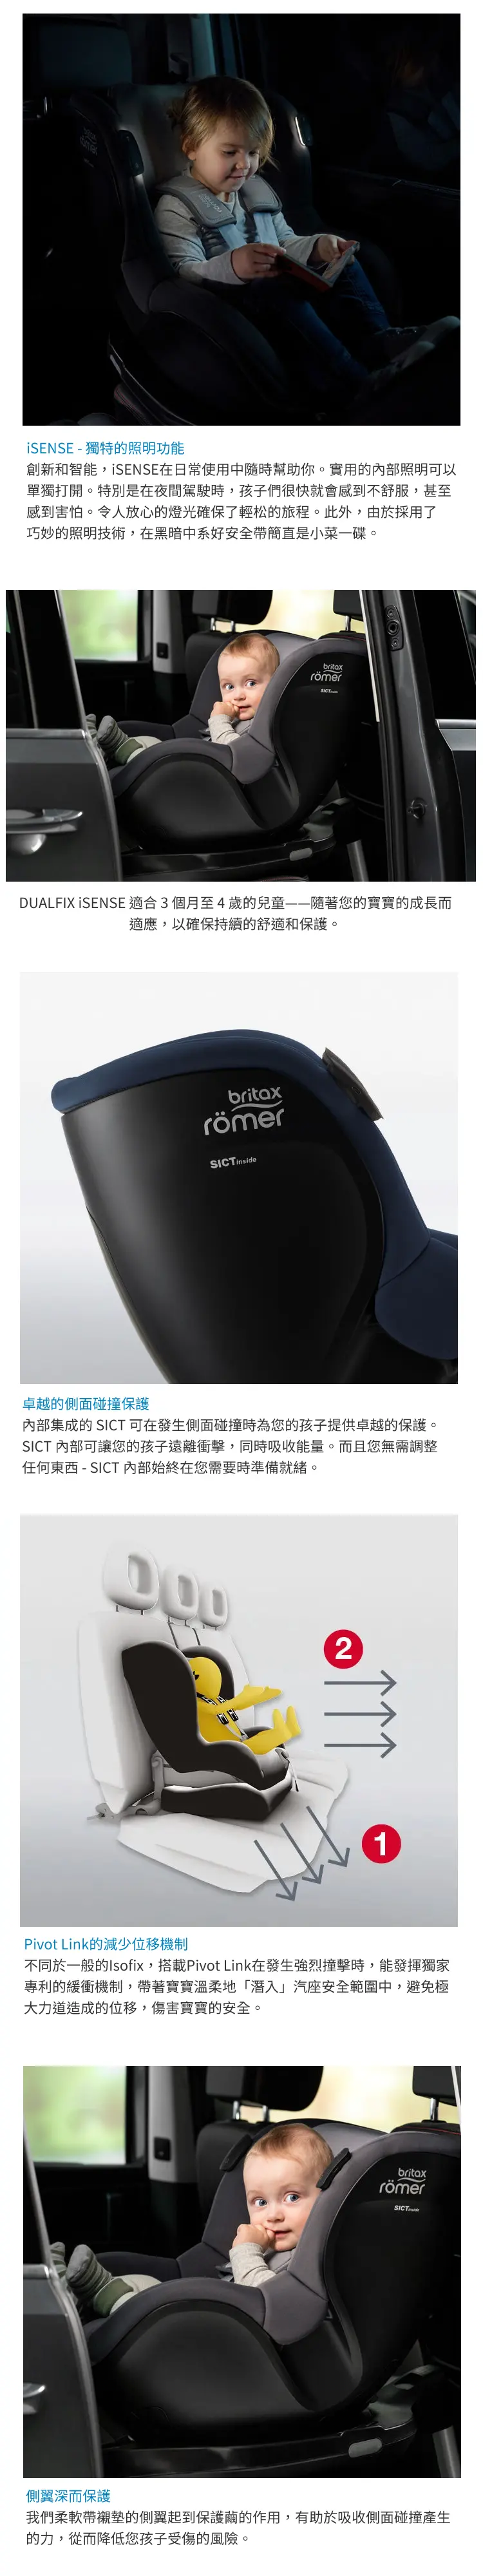 iSENSE - 獨特的照明功能
創新和智能，iSENSE在日常使用中隨時幫助你。實用的內部照明可以
單獨打開。特別是在夜間駕駛時，孩子們很快就會感到不舒服，甚至
感到害怕。令人放心的燈光確保了輕松的旅程。此外，由於採用了
巧妙的照明技術，在黑暗中系好安全帶簡直是小菜一碟。
britax
römer
SICT inside
DUALFIX iSENSE 適合 3 個月至 4 歲的兒童——隨著您的寶寶的成長而
適應，以確保持續的舒適和保護。
britax
römer
SICT inside
卓越的側面碰撞保護
內部集成的 SICT 可在發生側面碰撞時為您的孩子提供卓越的保護。
SICT 內部可讓您的孩子遠離衝擊，同時吸收能量。而且您無需調整
任何東西 - SICT 內部始終在您需要時準備就緒。
2
1
Pivot Link的減少位移機制
不同於一般的Isofix，搭載Pivot Link在發生強烈撞擊時，能發揮獨家
專利的緩衝機制，帶著寶寶溫柔地「潛入」汽座安全範圍中，避免極
大力道造成的位移，傷害寶寶的安全。
britax
römer
SICT inside
側翼深而保護
我們柔軟帶襯墊的側翼起到保護繭的作用，有助於吸收側面碰撞產生
的力，從而降低您孩子受傷的風險。